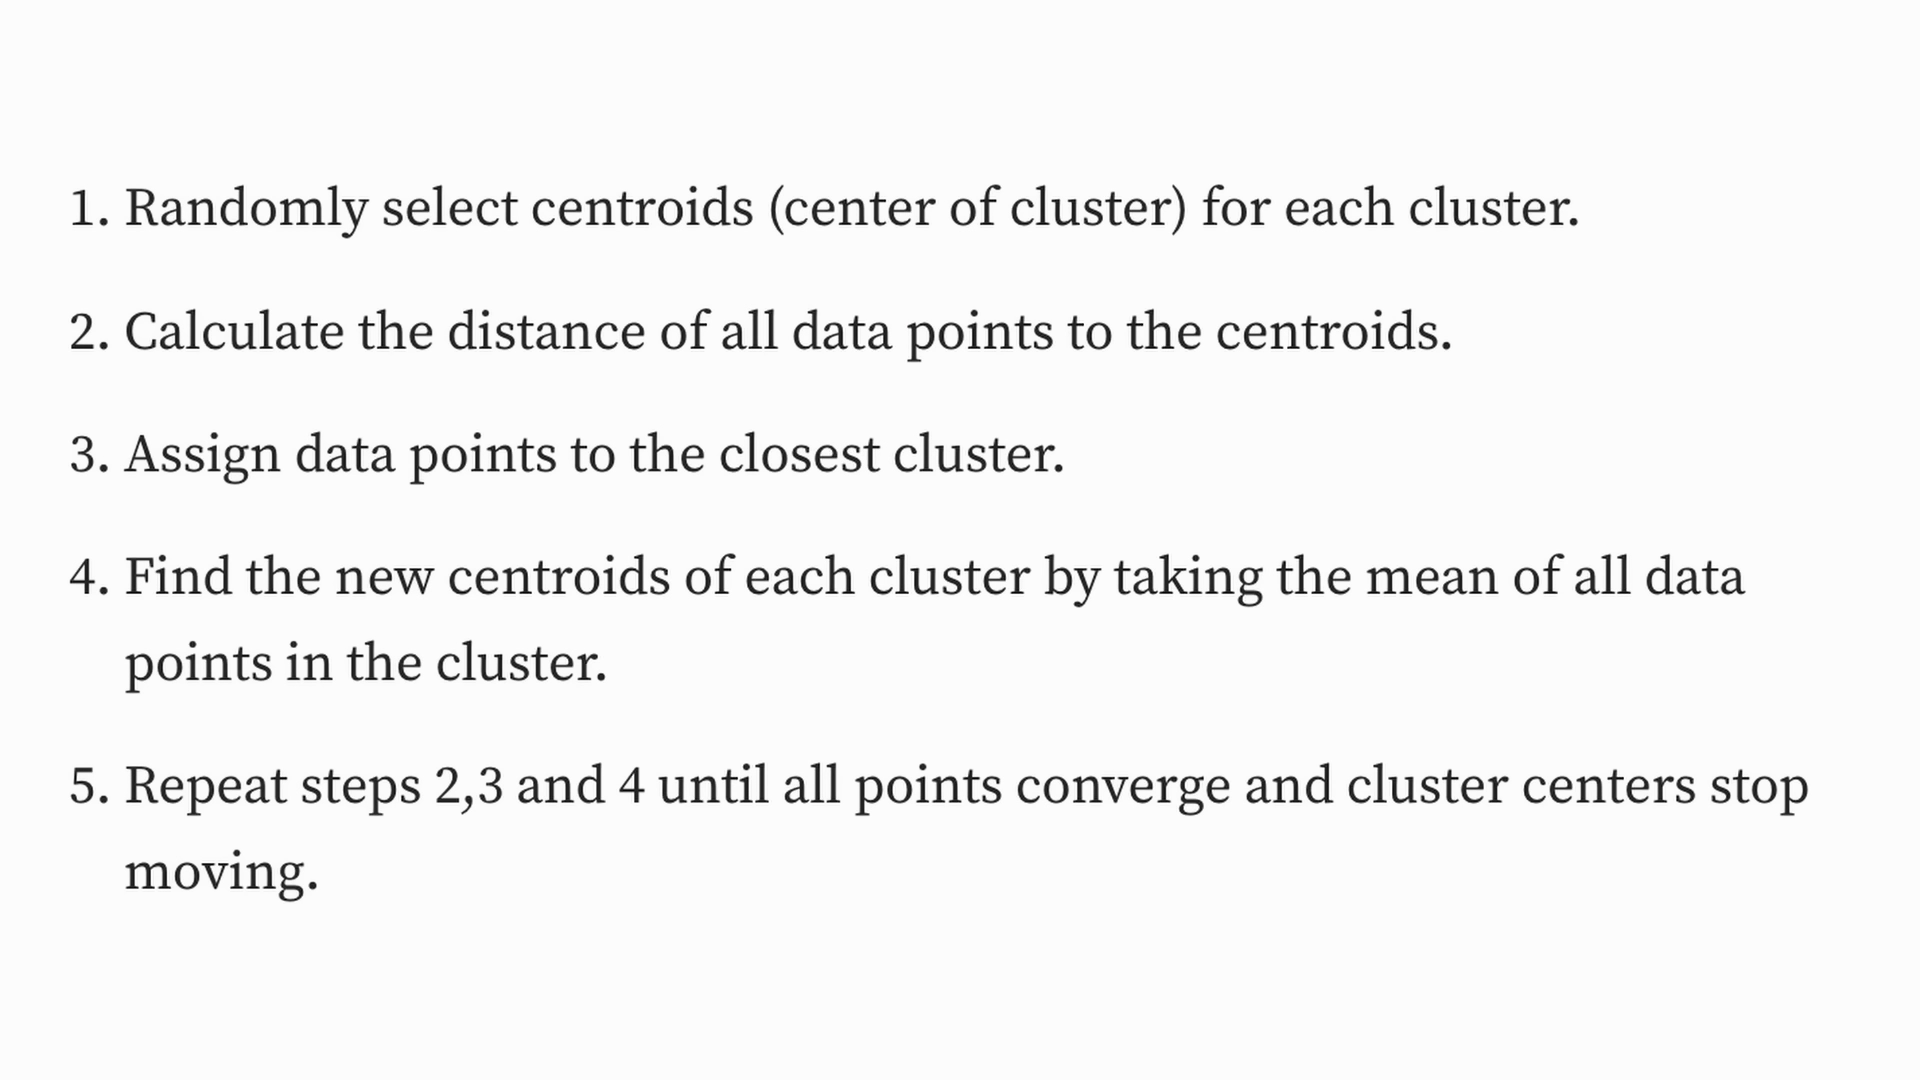 1. Randomly select centroids (center of cluster) for each cluster.
2. Calculate the distance of all data points to the centroids.
3. Assign data points to the closest cluster.
4. Find the new centroids of each cluster by taking the mean of all data
points in the cluster.
5. Repeat steps 2,3 and 4 until all points converge and cluster centers stop
moving.